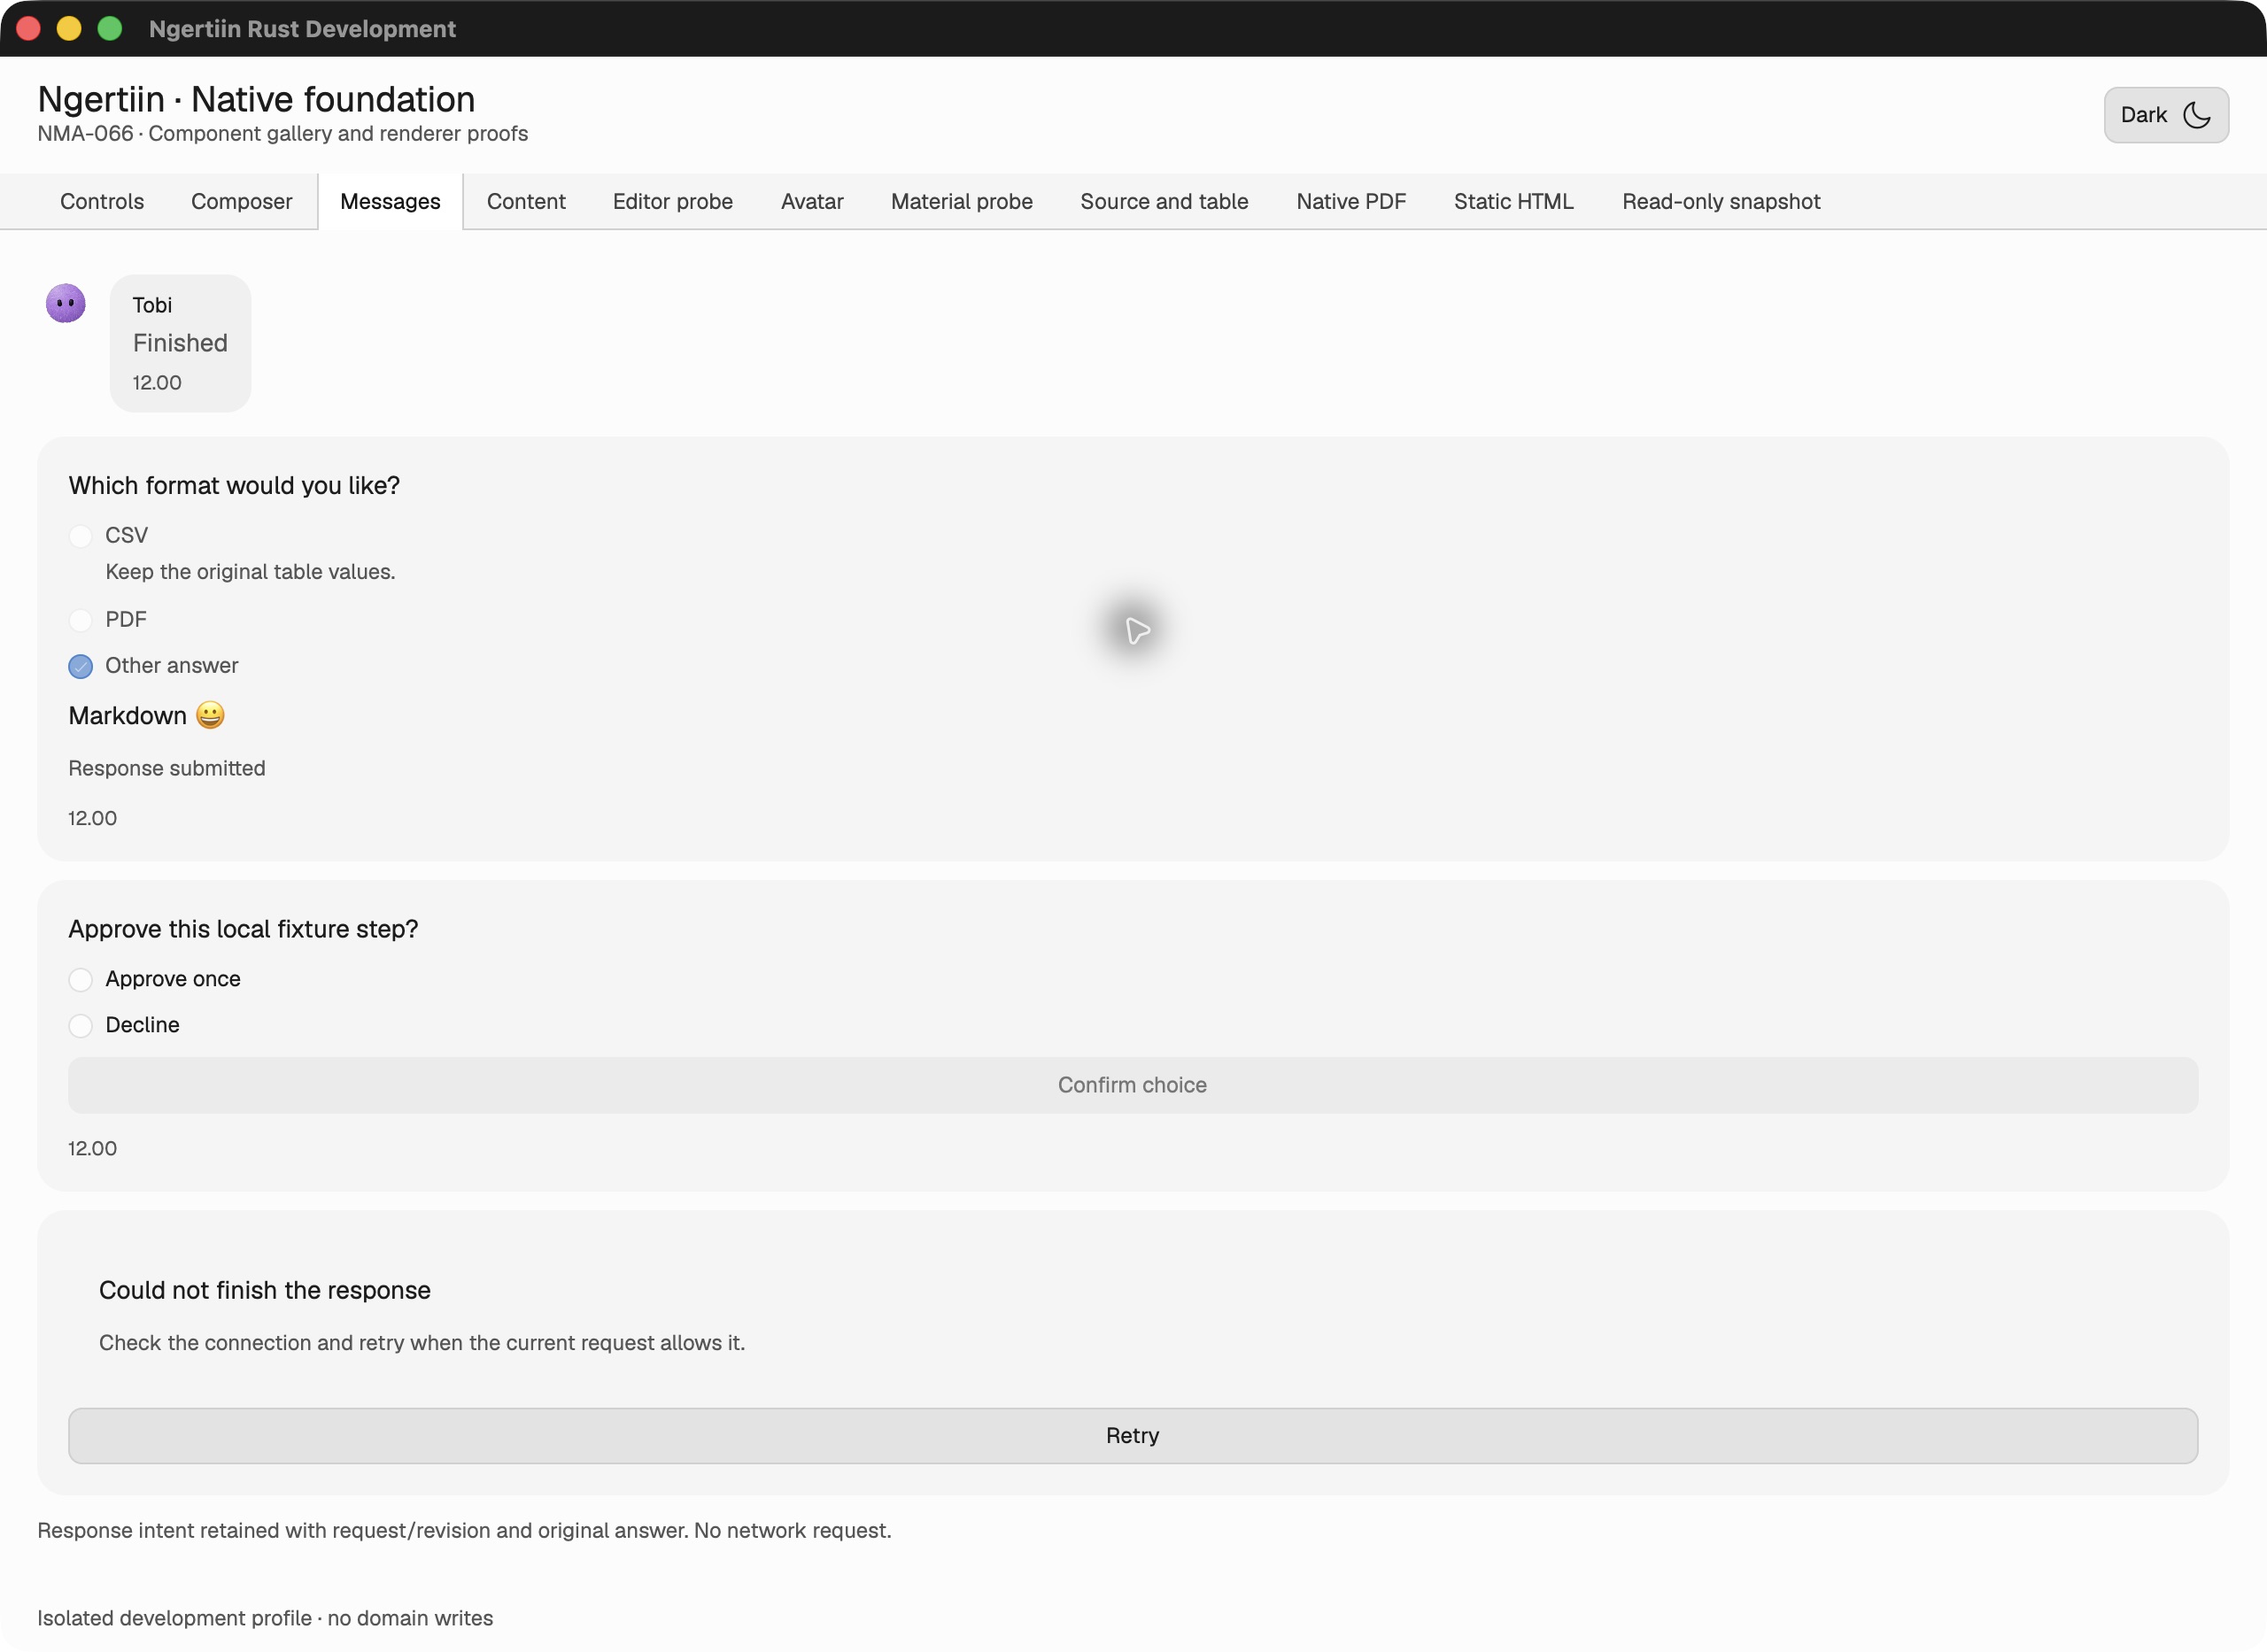 Ngertiin Rust Development
Ngertiin · Native foundation
NMA-066 · Component gallery and renderer proofs
Dark
Controls Composer Messages Content Editor probe Avatar Material probe Source and table Native PDF Static HTML Read-only snapshot
Tobi
Finished
12.00
Which format would you like?
CSV
Keep the original table values.
PDF
Other answer
Markdown 😀
Response submitted
12.00
Approve this local fixture step?
Approve once
Decline
Confirm choice
12.00
Could not finish the response
Check the connection and retry when the current request allows it.
Retry
Response intent retained with request/revision and original answer. No network request.
Isolated development profile · no domain writes